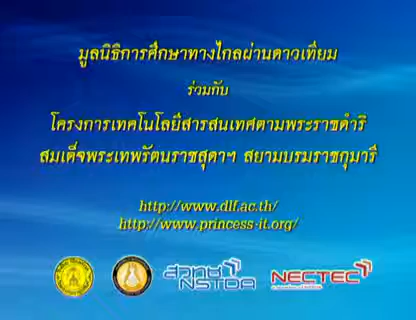 มูลนิธิการศึกษาทางไกลผ่านดาวเทียม
ร่วมกับ
โครงการเทคโนโลยีสารสนเทศตามพระราชดำริ
สมเด็จพระเทพรัตนราชสุดาฯ สยามบรมราชกุมารี
http://www.dlf.ac.th/
http://www.princess-it.org/
สวทช
NSTDA
NECTEC